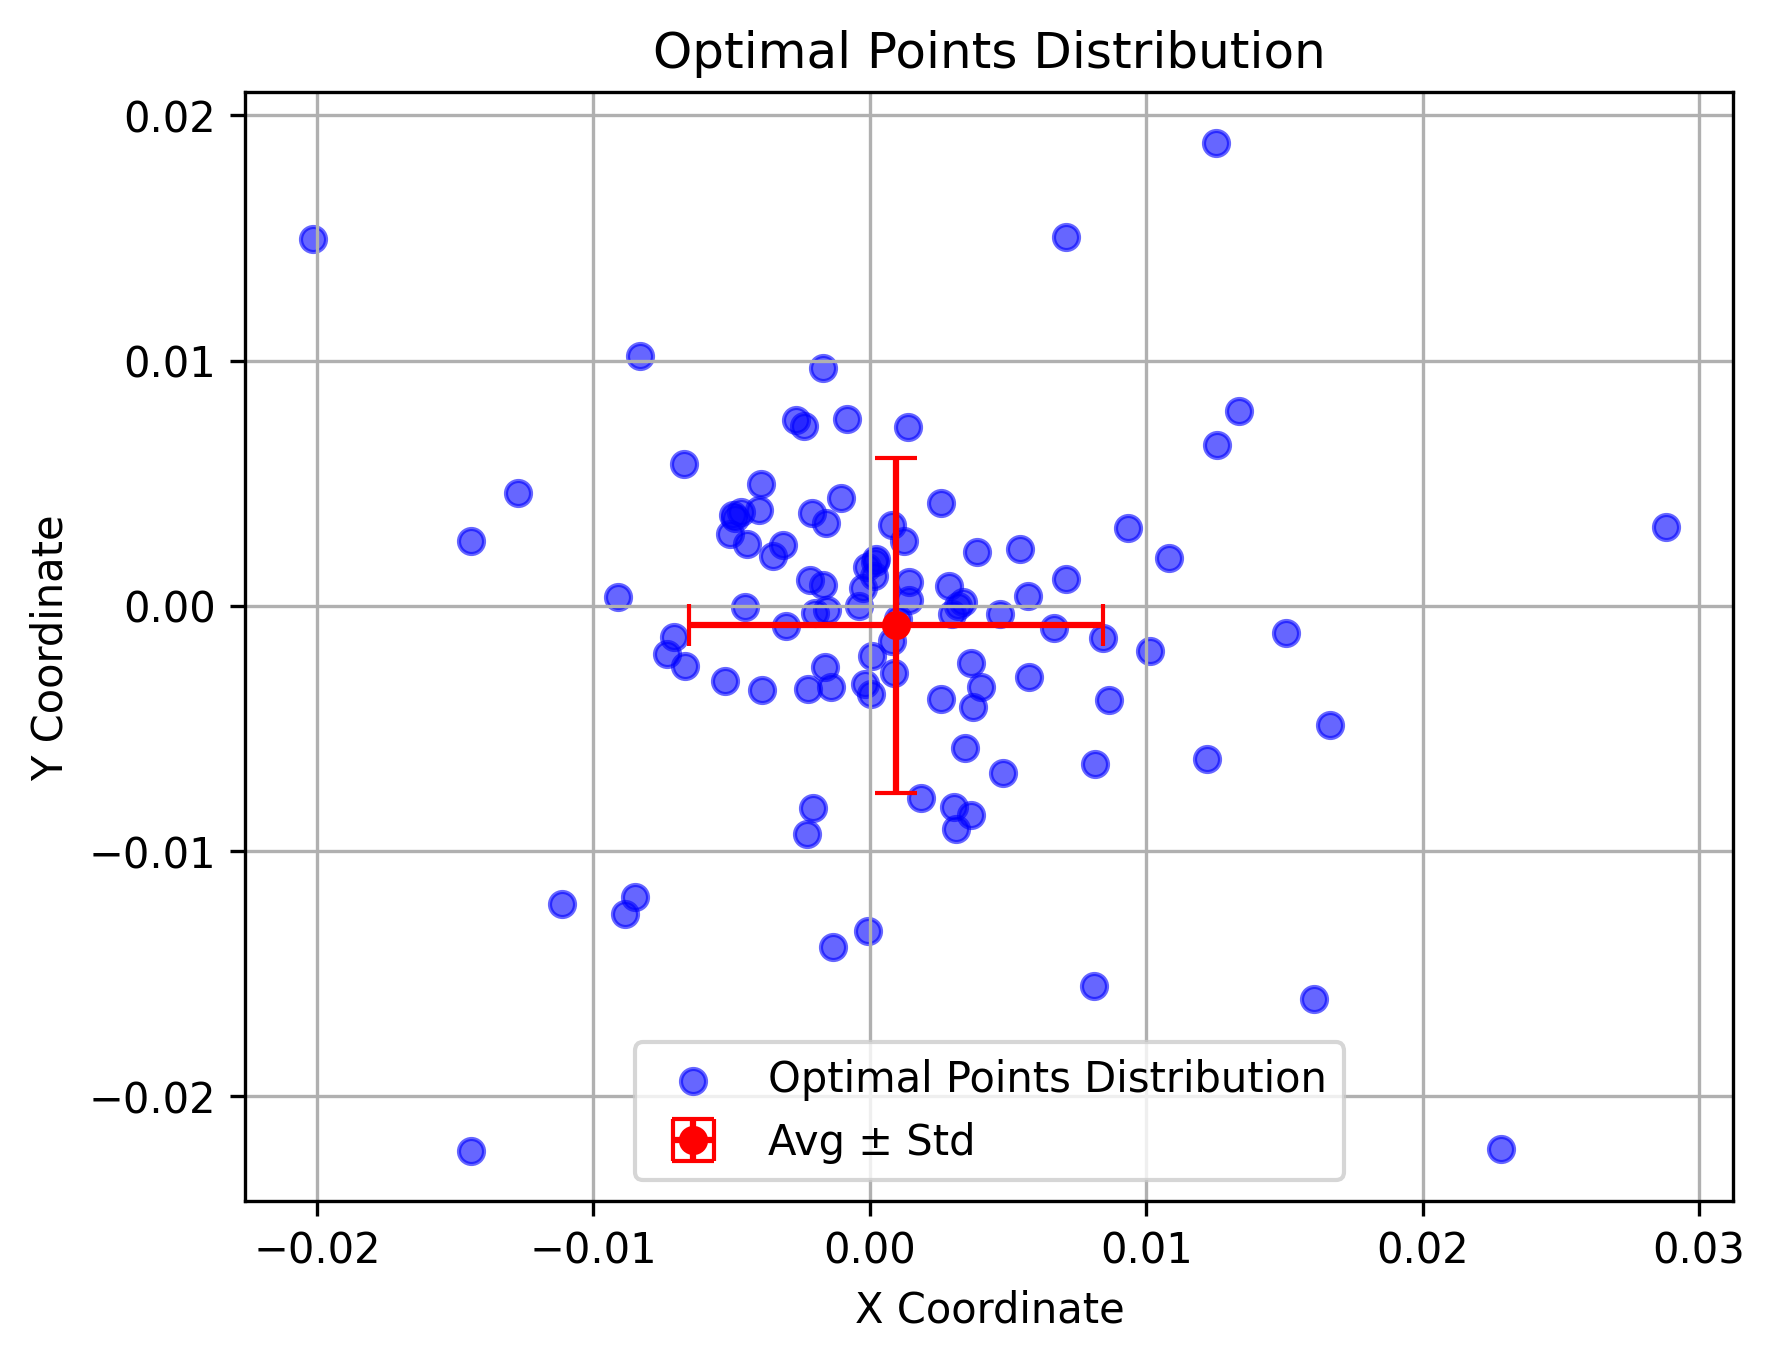 Optimal Points Distribution
0.02
0.01
0.00
−0.01
−0.02
Y Coordinate
Optimal Points Distribution
Avg ± Std
−0.02 −0.01 0.00 0.01 0.02 0.03
X Coordinate